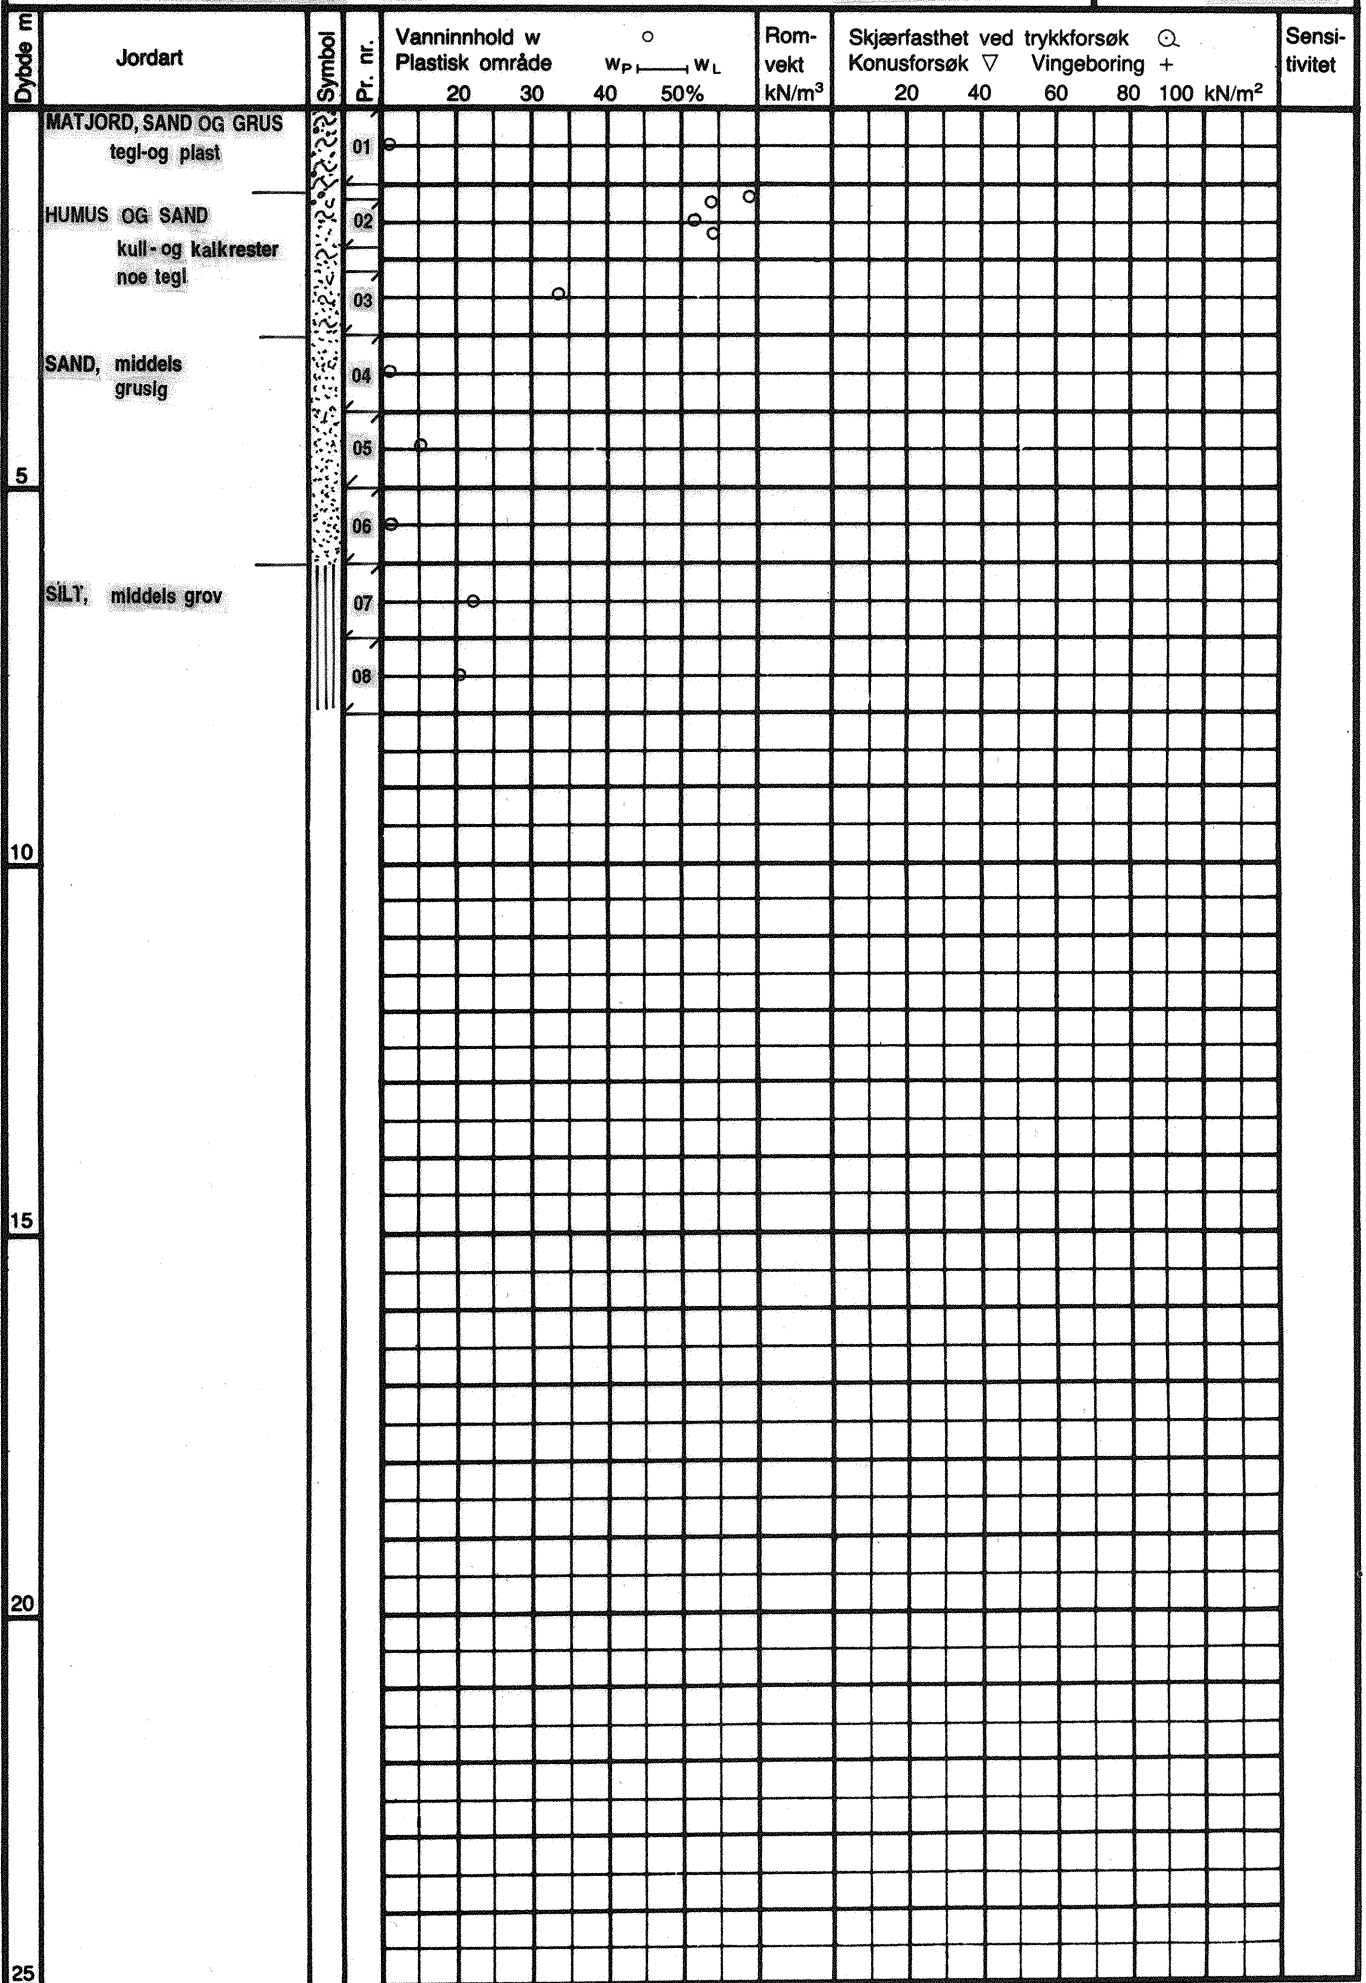 Dybde m
Jordart
Symbol
Pr. nr.
Vanninnhold w
Plastisk område wP wL
20 30 40 50%
Rom-
vekt
kN/m³
Skjærfasthet ved trykkforsøk
Konusforsøk ▽ Vingeboring +
20 40 60 80 100 kN/m²
Sensi-
tivitet
MATJORD, SAND OG GRUS
tegl-og plast
01
HUMUS OG SAND
02
kull-og kalkrester
noe tegl
03
SAND, middels
grusig
04
05
5
06
SILT, middels grov
07
08
10
15
20
25